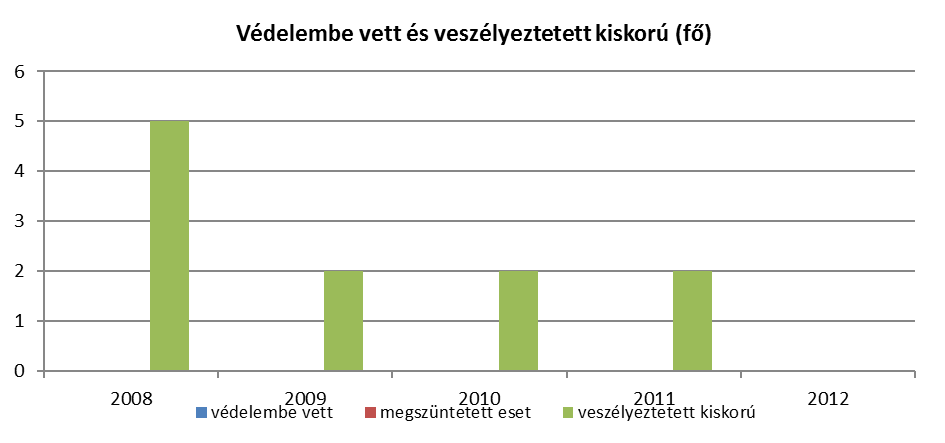 Védelembe vett és veszélyeztetett kiskorú (fő)
6
5
4
3
2
1
0
2008 2009 2010 2011 2012
védelembe vett megszüntetett eset veszélyeztetett kiskorú